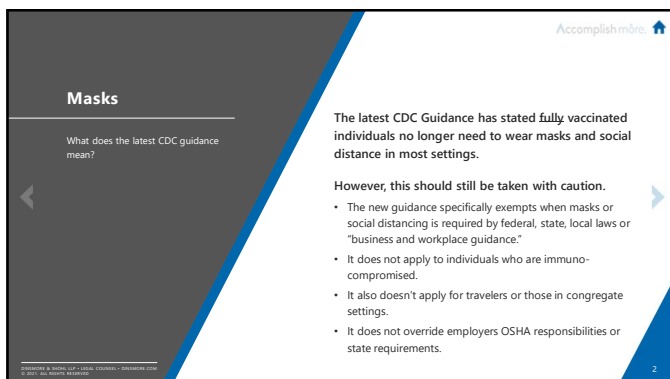 Accomplish more.
Masks
What does the latest CDC guidance
mean?
The latest CDC Guidance has stated fully vaccinated
individuals no longer need to wear masks and social
distance in most settings.
However, this should still be taken with caution.
• The new guidance specifically exempts when masks or
social distancing is required by federal, state, local laws or
“business and workplace guidance.”
• It does not apply to individuals who are immuno-
compromised.
• It also doesn’t apply for travelers or those in congregate
settings.
• It does not override employers OSHA responsibilities or
state requirements.
DINSMORE & SHOHL LLP • LEGAL COUNSEL • DINSMORE.COM
© 2021. ALL RIGHTS RESERVED
2